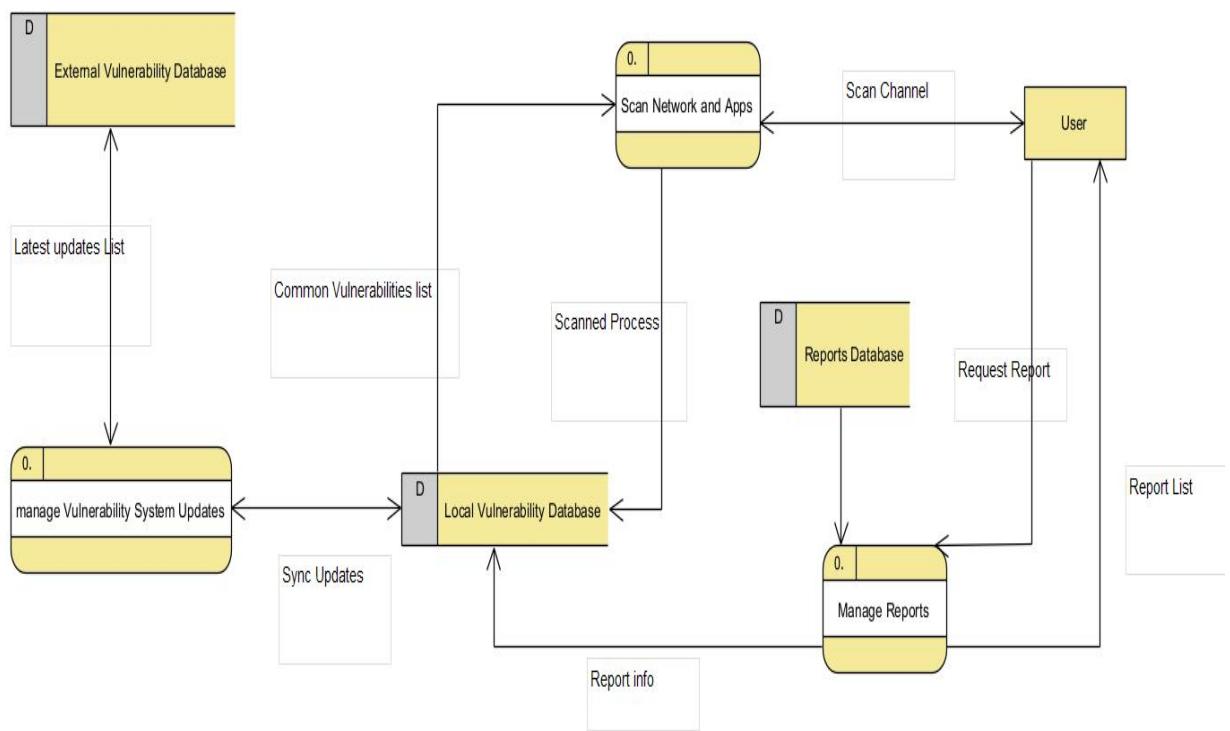 D
External Vulnerability Database
0.
Scan Network and Apps
Scan Channel
User
Latest updates List
Common Vulnerabilities list
Scanned Process
D
Reports Database
Request Report
0.
manage Vulnerability System Updates
D
Local Vulnerability Database
Report List
Sync Updates
0.
Manage Reports
Report info